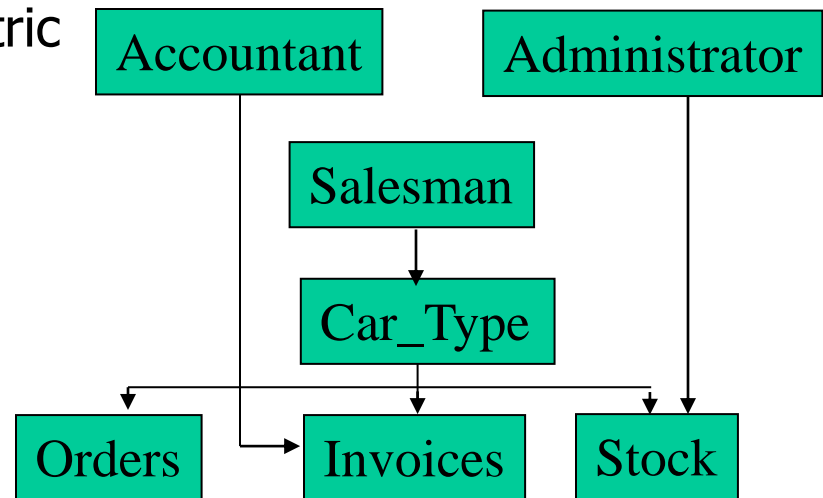 tric
Accountant
Administrator
Salesman
Car_Type
Orders
Invoices
Stock